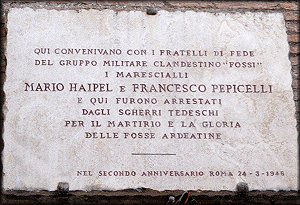 QUI CONVENIVANO CON I FRATELLI DI FEDE
DEL GRUPPO MILITARE CLANDESTINO "FOSSI"
I MARESCIALLI
MARIO HAIPEL E FRANCESCO PEPICELLI
E QUI FURONO ARRESTATI
DAGLI SGHERRI TEDESCHI
PER IL MARTIRIO E LA GLORIA
DELLE FOSSE ARDEATINE
NEL SECONDO ANNIVERSARIO ROMA 24-3-1946